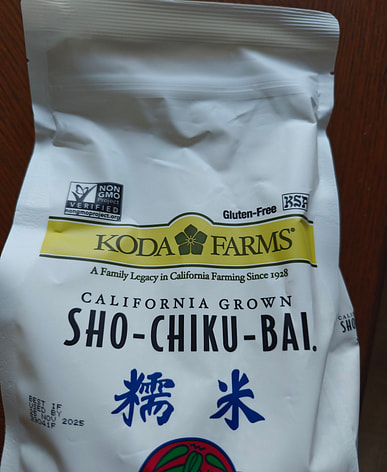 NON
GMO
Project
VERIFIED
nongmoproject.org
Gluten-Free
KSA
KODA FARMS®
A Family Legacy in California Farming Since 1928
CALIFORNIA GROWN
SHO-CHIKU-BAI®
糯米
BEST IF
USED BY
NOV 2025